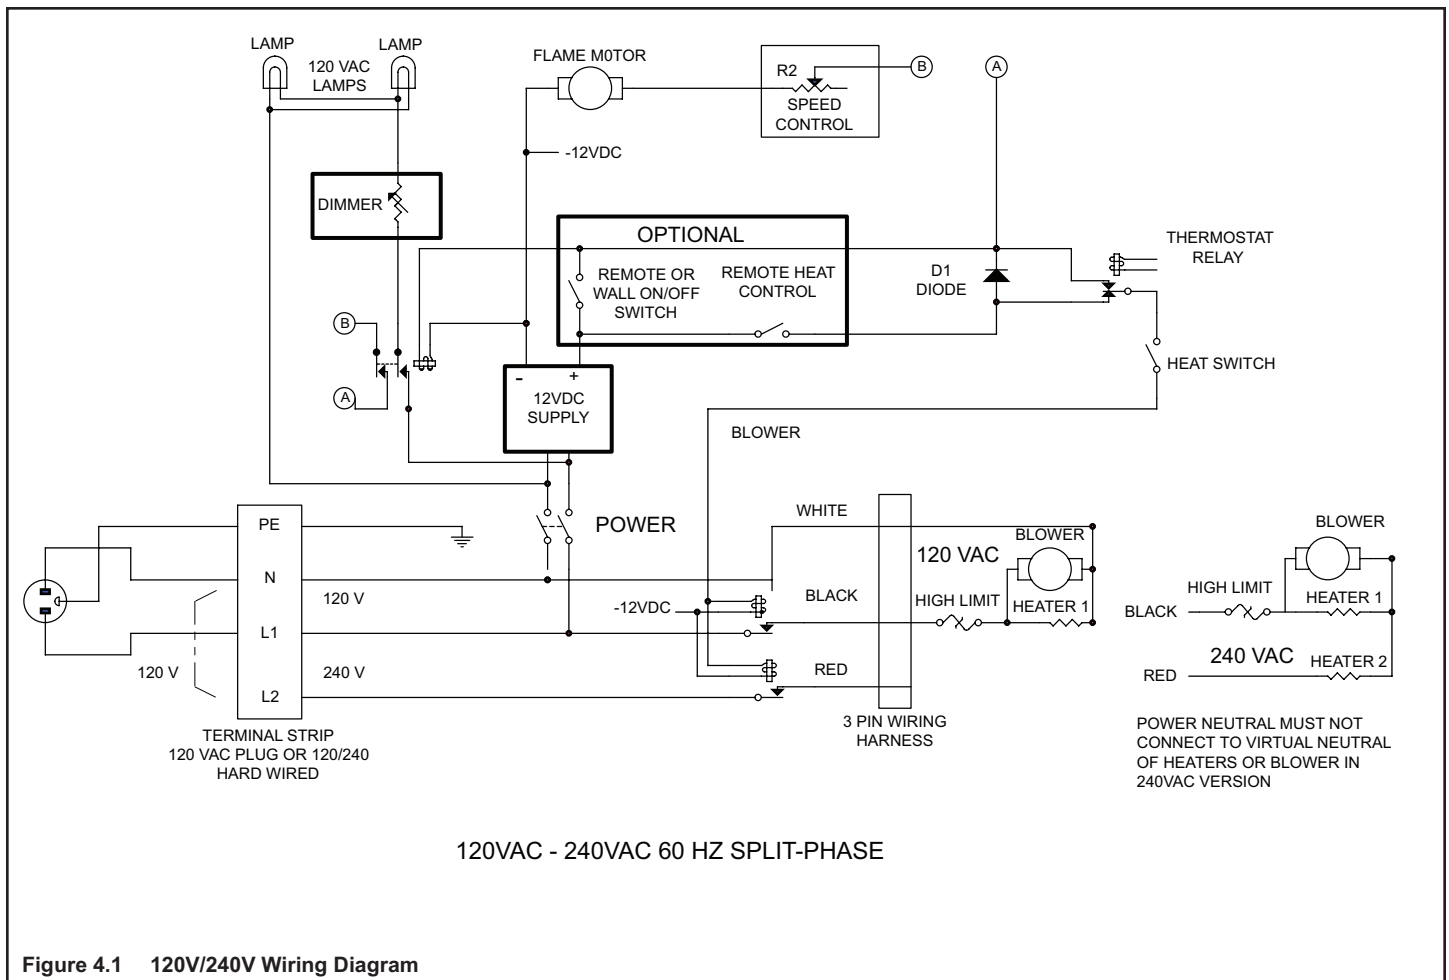 LAMP
LAMP
120 VAC
LAMPS
FLAME M0TOR
R2
SPEED
CONTROL
B
A
-12VDC
DIMMER
OPTIONAL
REMOTE OR
WALL ON/OFF
SWITCH
REMOTE HEAT
CONTROL
D1
DIODE
THERMOSTAT
RELAY
B
A
HEAT SWITCH
- +
12VDC
SUPPLY
BLOWER
POWER
PE
N
L1
L2
120 V
120 V
240 V
TERMINAL STRIP
120 VAC PLUG OR 120/240
HARD WIRED
WHITE
BLACK
-12VDC
RED
3 PIN WIRING
HARNESS
120 VAC
BLOWER
HIGH LIMIT
HEATER 1
BLOWER
HIGH LIMIT
HEATER 1
BLACK
240 VAC
HEATER 2
RED
POWER NEUTRAL MUST NOT
CONNECT TO VIRTUAL NEUTRAL
OF HEATERS OR BLOWER IN
240VAC VERSION
120VAC - 240VAC 60 HZ SPLIT-PHASE
Figure 4.1 120V/240V Wiring Diagram